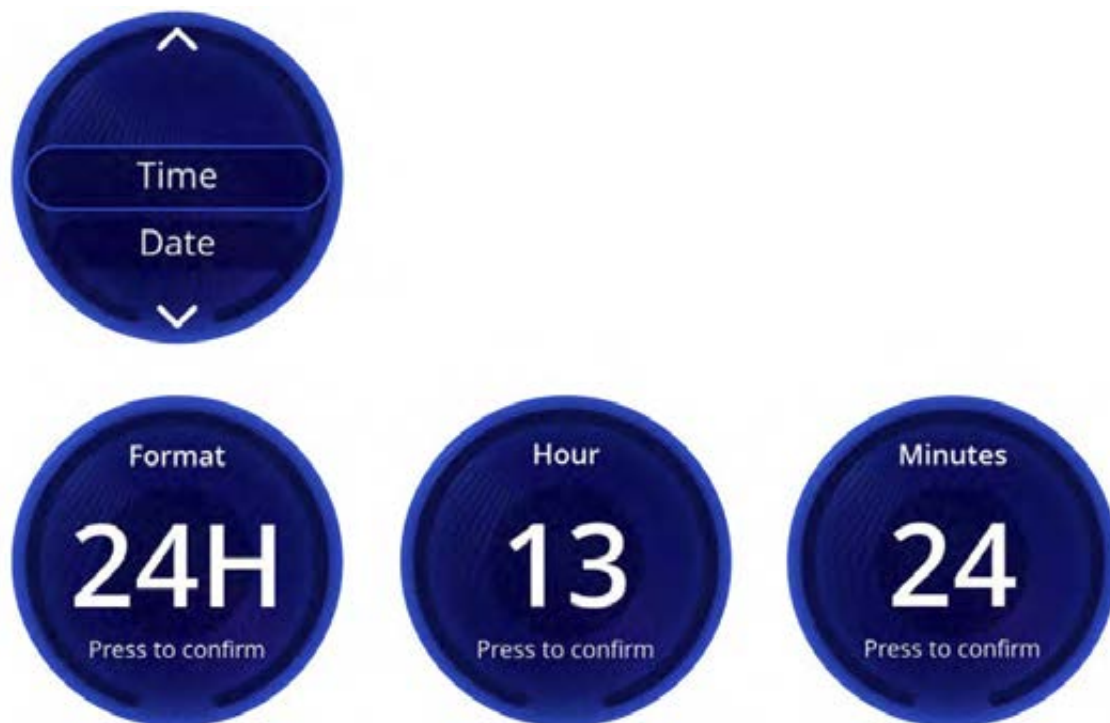 Time
Date
Format
24H
Press to confirm
Hour
13
Press to confirm
Minutes
24
Press to confirm